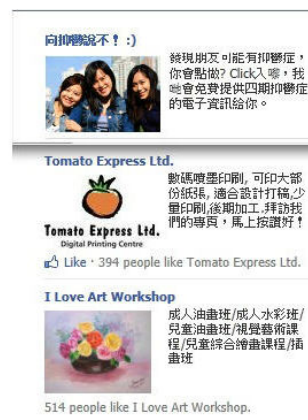 向抑鬱說不！:)
發現朋友可能有抑鬱症，
你會點做? Click入嚟，我
哋會免費提供四期抑鬱症
的電子資訊給你。
Tomato Express Ltd.
數碼噴墨印刷, 可印大部
份紙張, 適合設計打稿,少
量印刷,後期加工.拜訪我
們的專頁，馬上按讚好！
Tomato Express Ltd.
Digital Printing Centre
Like · 394 people like Tomato Express Ltd.
I Love Art Workshop
成人油畫班/成人水彩班/
兒童油畫班/視覺藝術課
程/兒童綜合繪畫課程/插
畫班
514 people like I Love Art Workshop.